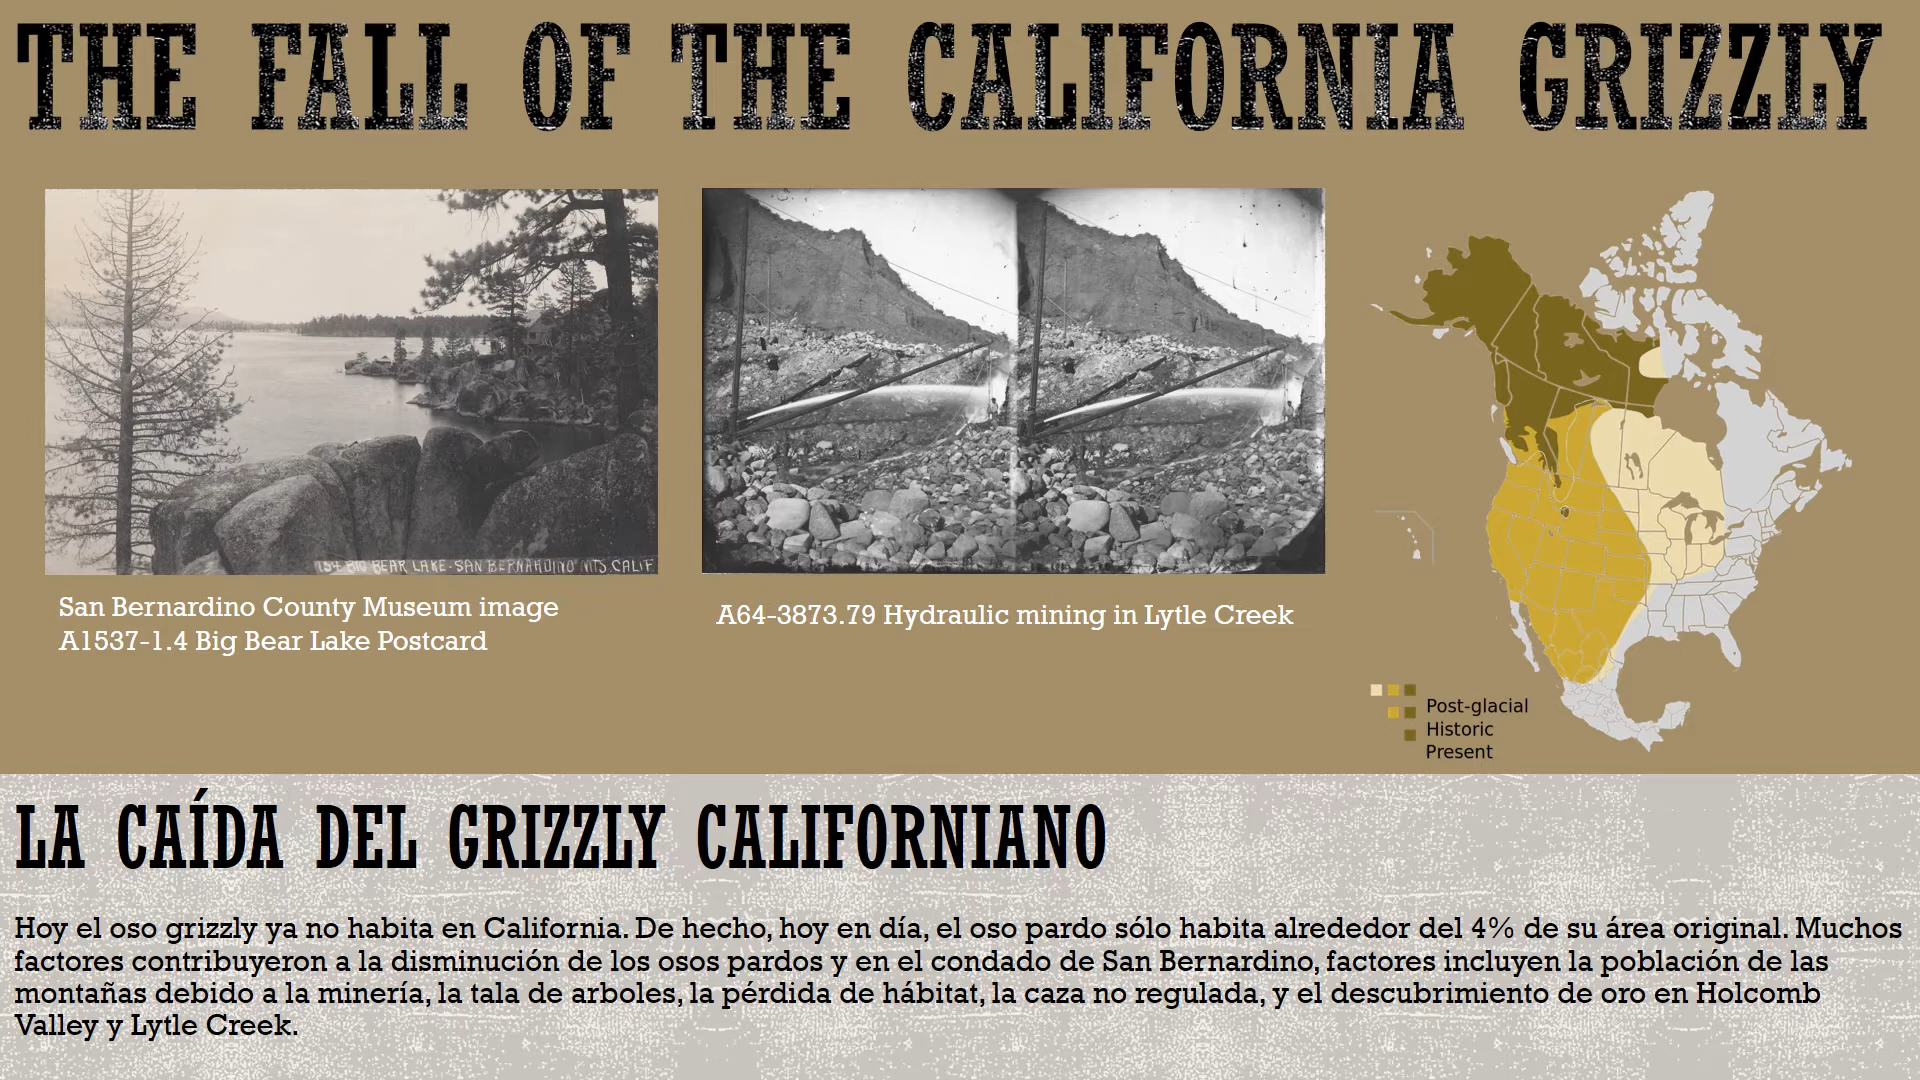 THE FALL OF THE CALIFORNIA GRIZZLY
154 BIG BEAR LAKE - SAN BERNARDINO MTS. CALIF
San Bernardino County Museum image
A1537-1.4 Big Bear Lake Postcard
A64-3873.79 Hydraulic mining in Lytle Creek
Post-glacial
Historic
Present
LA CAÍDA DEL GRIZZLY CALIFORNIANO
Hoy el oso grizzly ya no habita en California. De hecho, hoy en día, el oso pardo sólo habita alrededor del 4% de su área original. Muchos
factores contribuyeron a la disminución de los osos pardos y en el condado de San Bernardino, factores incluyen la población de las
montañas debido a la minería, la tala de arboles, la pérdida de hábitat, la caza no regulada, y el descubrimiento de oro en Holcomb
Valley y Lytle Creek.